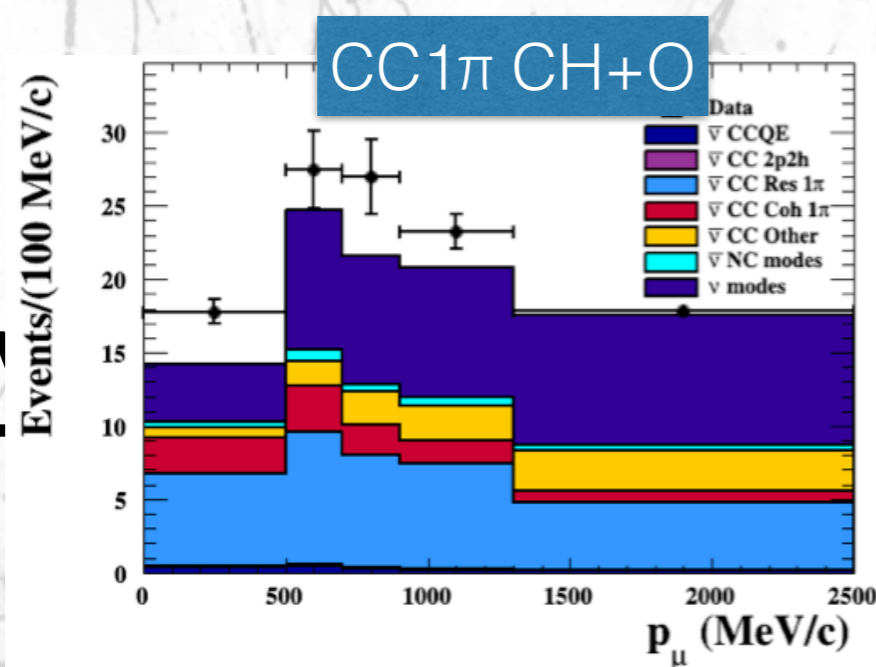 CC1π CH+O
Events/(100 MeV/c)
30
25
20
15
10
5
0
Data
ν̅ CCQE
ν̅ CC 2p2h
ν̅ CC Res 1π
ν̅ CC Coh 1π
ν̅ CC Other
ν̅ NC modes
ν modes
0 500 1000 1500 2000 2500
pμ (MeV/c)